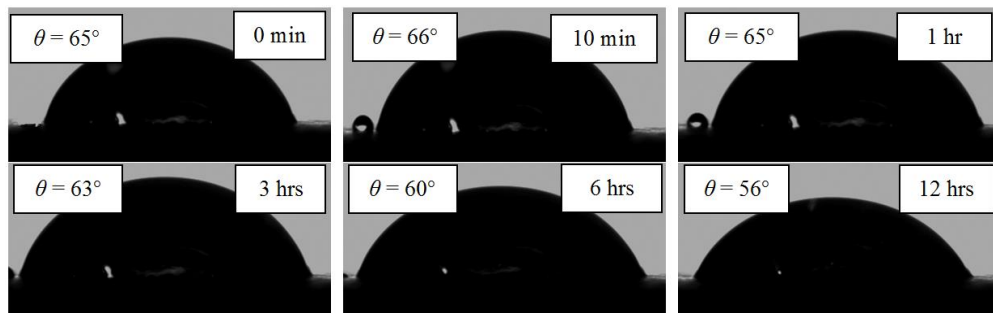 θ = 65° 0 min
θ = 66° 10 min
θ = 65° 1 hr
θ = 63° 3 hrs
θ = 60° 6 hrs
θ = 56° 12 hrs